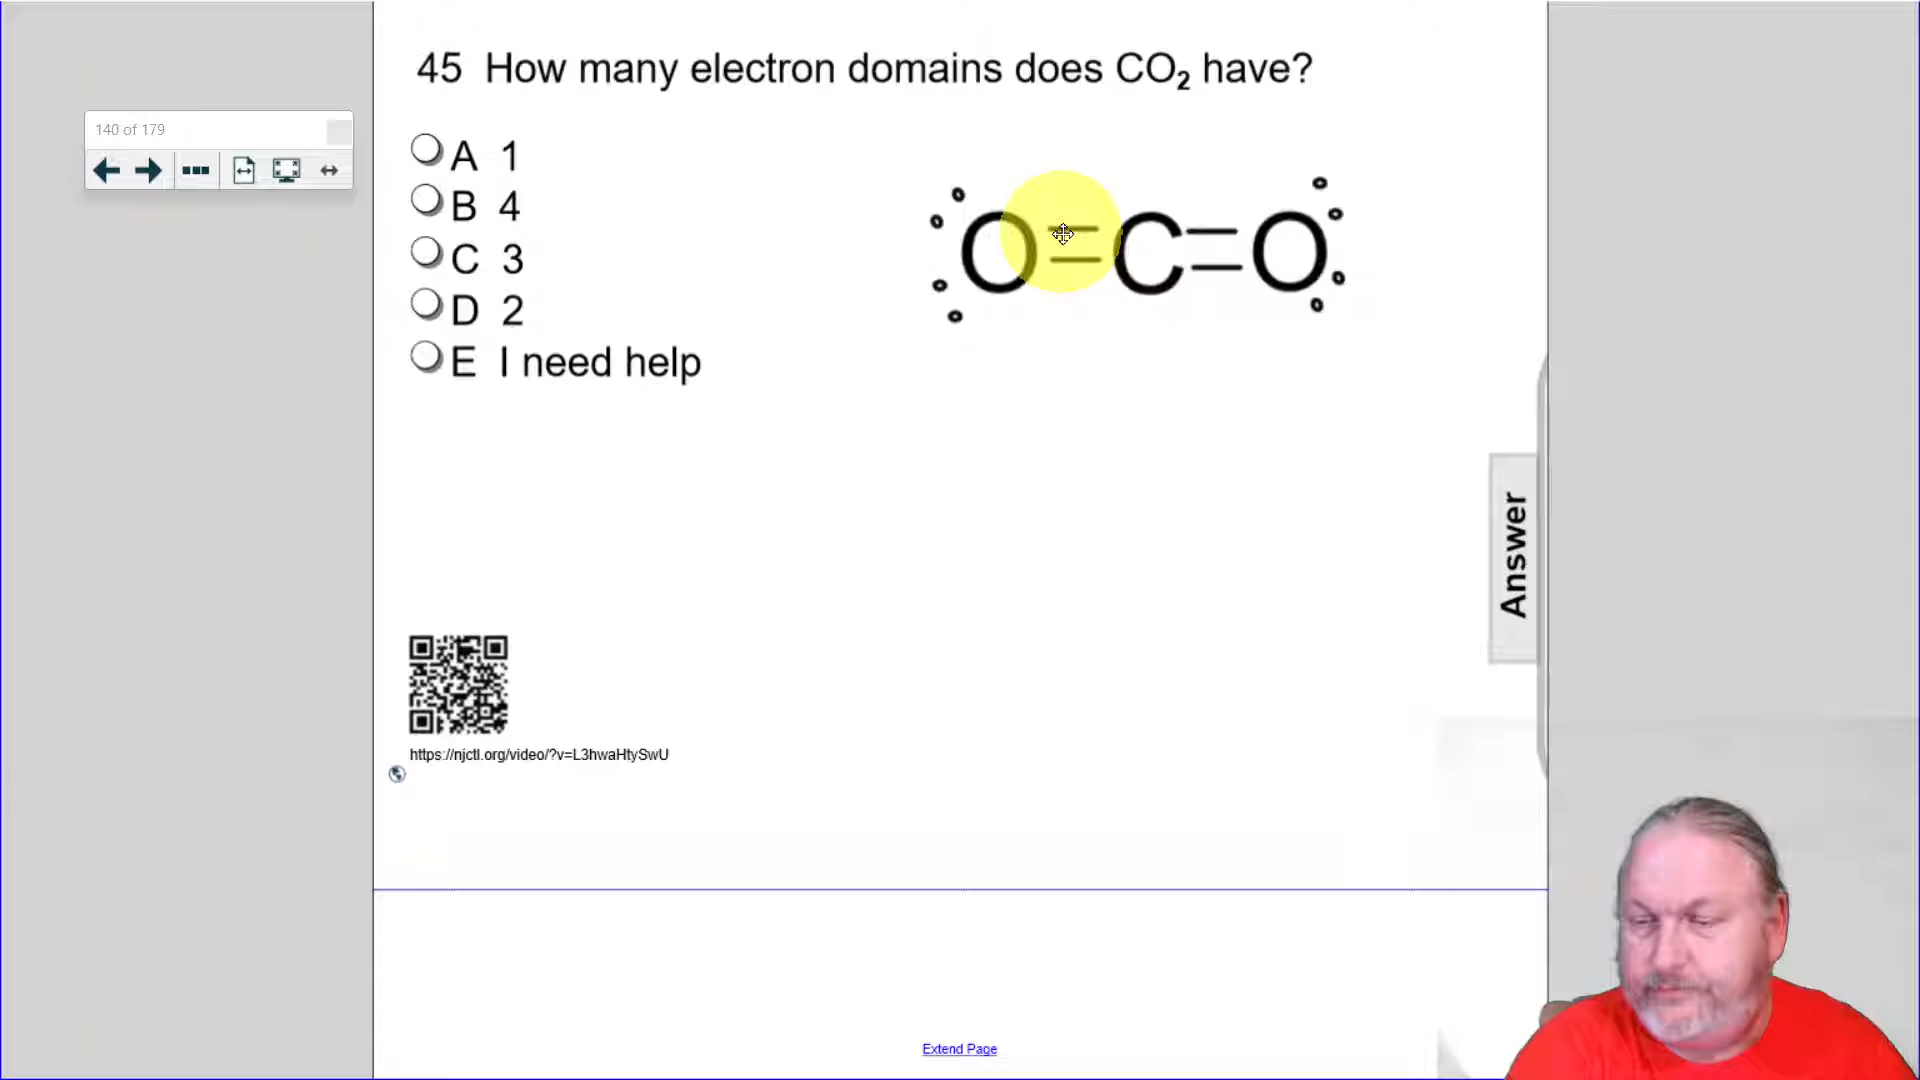 45 How many electron domains does CO₂ have?
140 of 179
A 1
B 4
C 3
D 2
E I need help
O=C=O
Answer
https://njctl.org/video/?v=L3hwaHtySwU
Extend Page